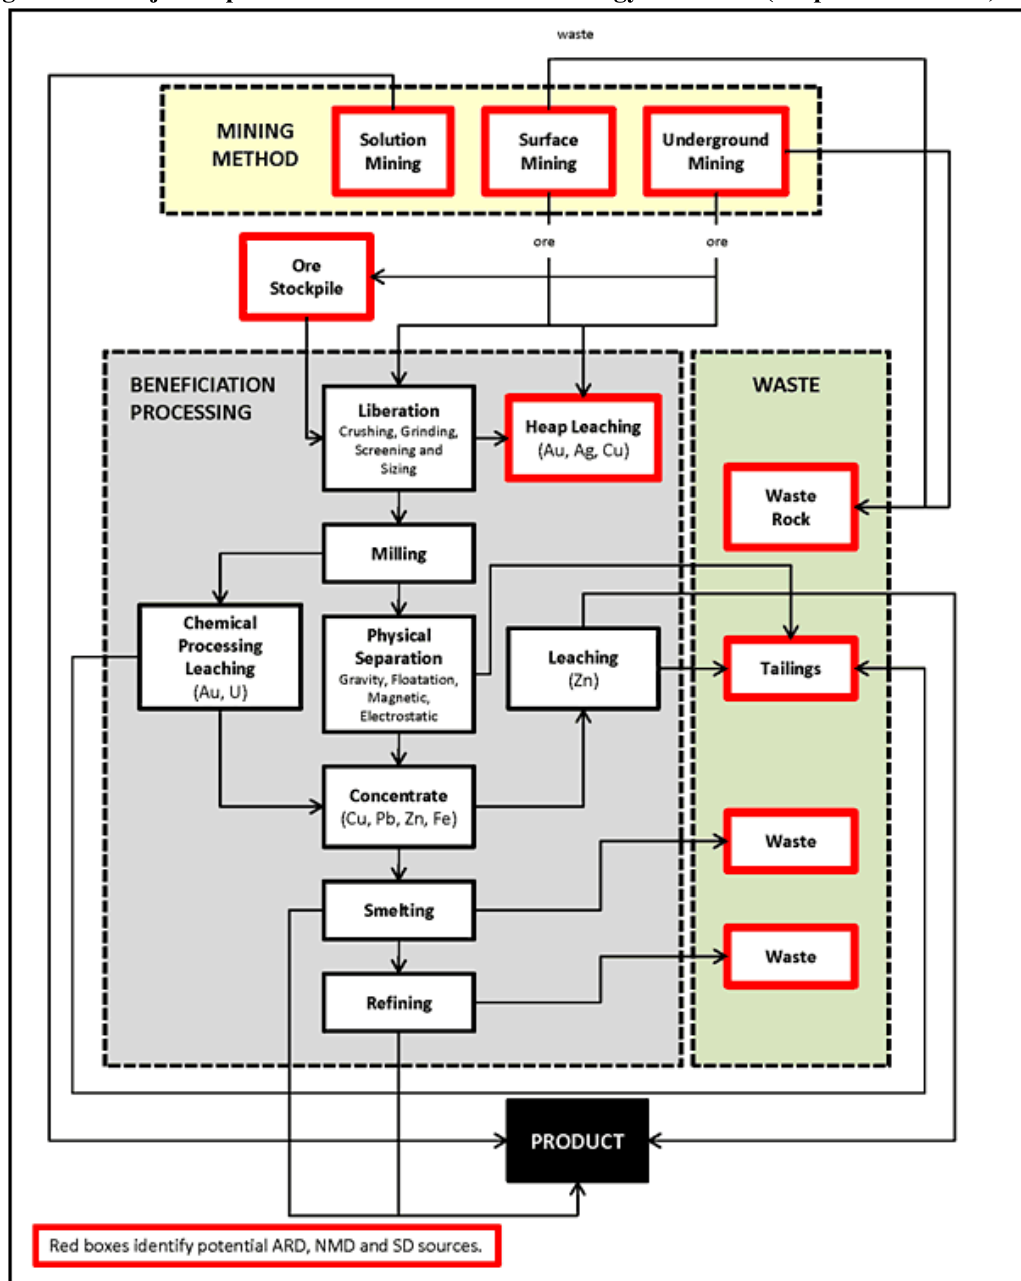 waste
MINING
METHOD
Solution
Mining
Surface
Mining
Underground
Mining
ore
ore
Ore
Stockpile
BENEFICIATION
PROCESSING
WASTE
Liberation
Crushing, Grinding,
Screening and
Sizing
Heap Leaching
(Au, Ag, Cu)
Waste
Rock
Milling
Chemical
Processing
Leaching
(Au, U)
Physical
Separation
Gravity, Floatation,
Magnetic,
Electrostatic
Leaching
(Zn)
Tailings
Concentrate
(Cu, Pb, Zn, Fe)
Waste
Smelting
Waste
Refining
PRODUCT
Red boxes identify potential ARD, NMD and SD sources.